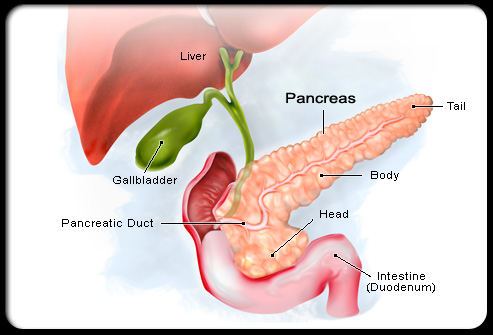 Liver
Pancreas
Tail
Gallbladder
Body
Pancreatic Duct
Head
Intestine
(Duodenum)